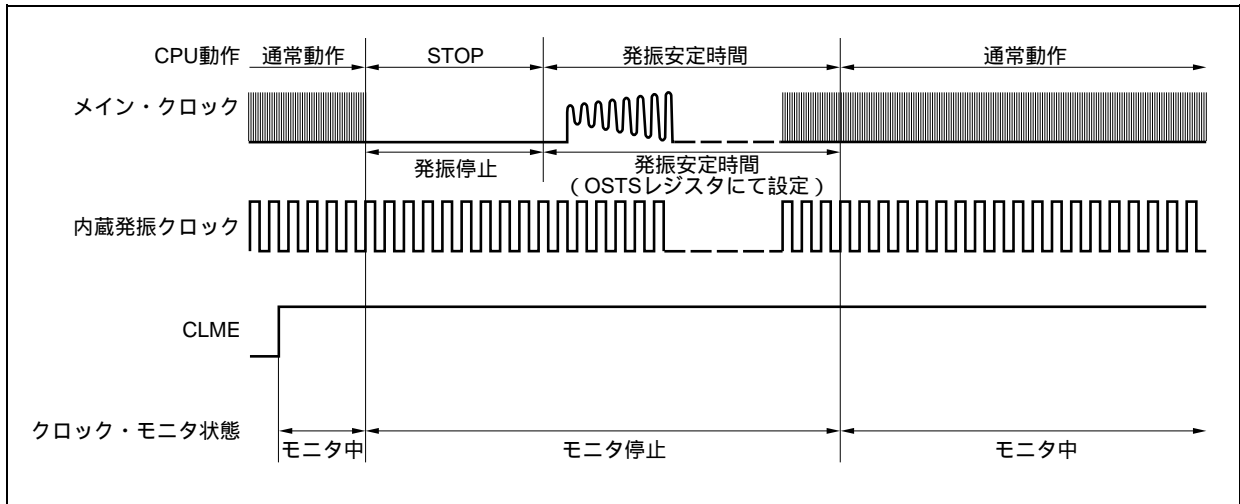 CPU動作 通常動作 STOP 発振安定時間 通常動作
メイン・クロック
発振停止 発振安定時間
（OSTSレジスタにて設定）
内蔵発振クロック
CLME
クロック・モニタ状態
モニタ中 モニタ停止 モニタ中